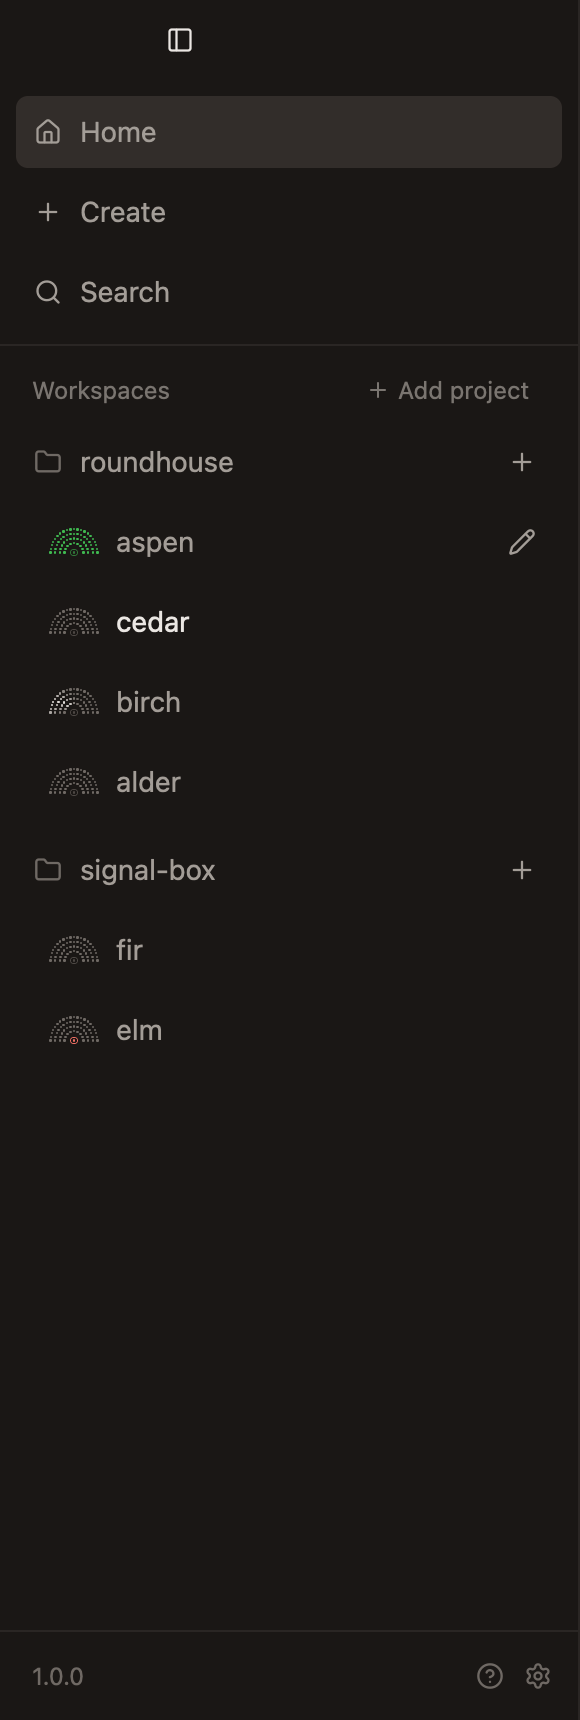 Home
Create
Search
Workspaces
Add project
roundhouse
aspen
cedar
birch
alder
signal-box
fir
elm
1.0.0